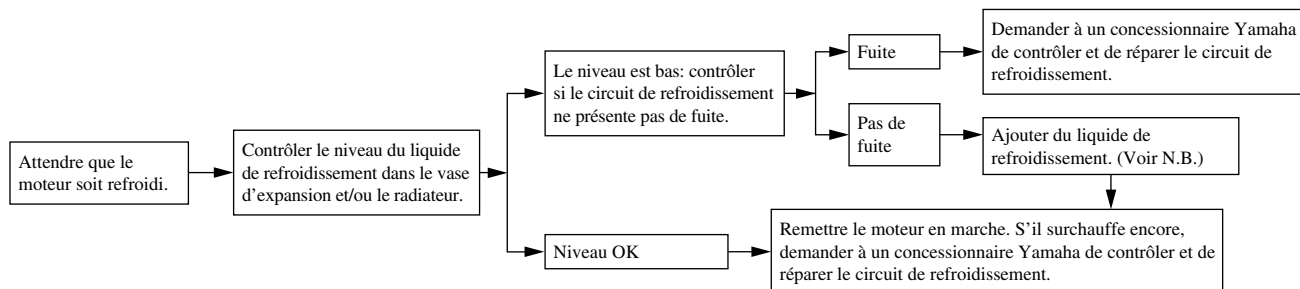 Attendre que le
moteur soit refroidi.
Contrôler le niveau du liquide
de refroidissement dans le vase
d’expansion et/ou le radiateur.
Le niveau est bas: contrôler
si le circuit de refroidissement
ne présente pas de fuite.
Fuite
Demander à un concessionnaire Yamaha
de contrôler et de réparer le circuit de
refroidissement.
Pas de
fuite
Ajouter du liquide de
refroidissement. (Voir N.B.)
Niveau OK
Remettre le moteur en marche. S’il surchauffe encore,
demander à un concessionnaire Yamaha de contrôler et de
réparer le circuit de refroidissement.